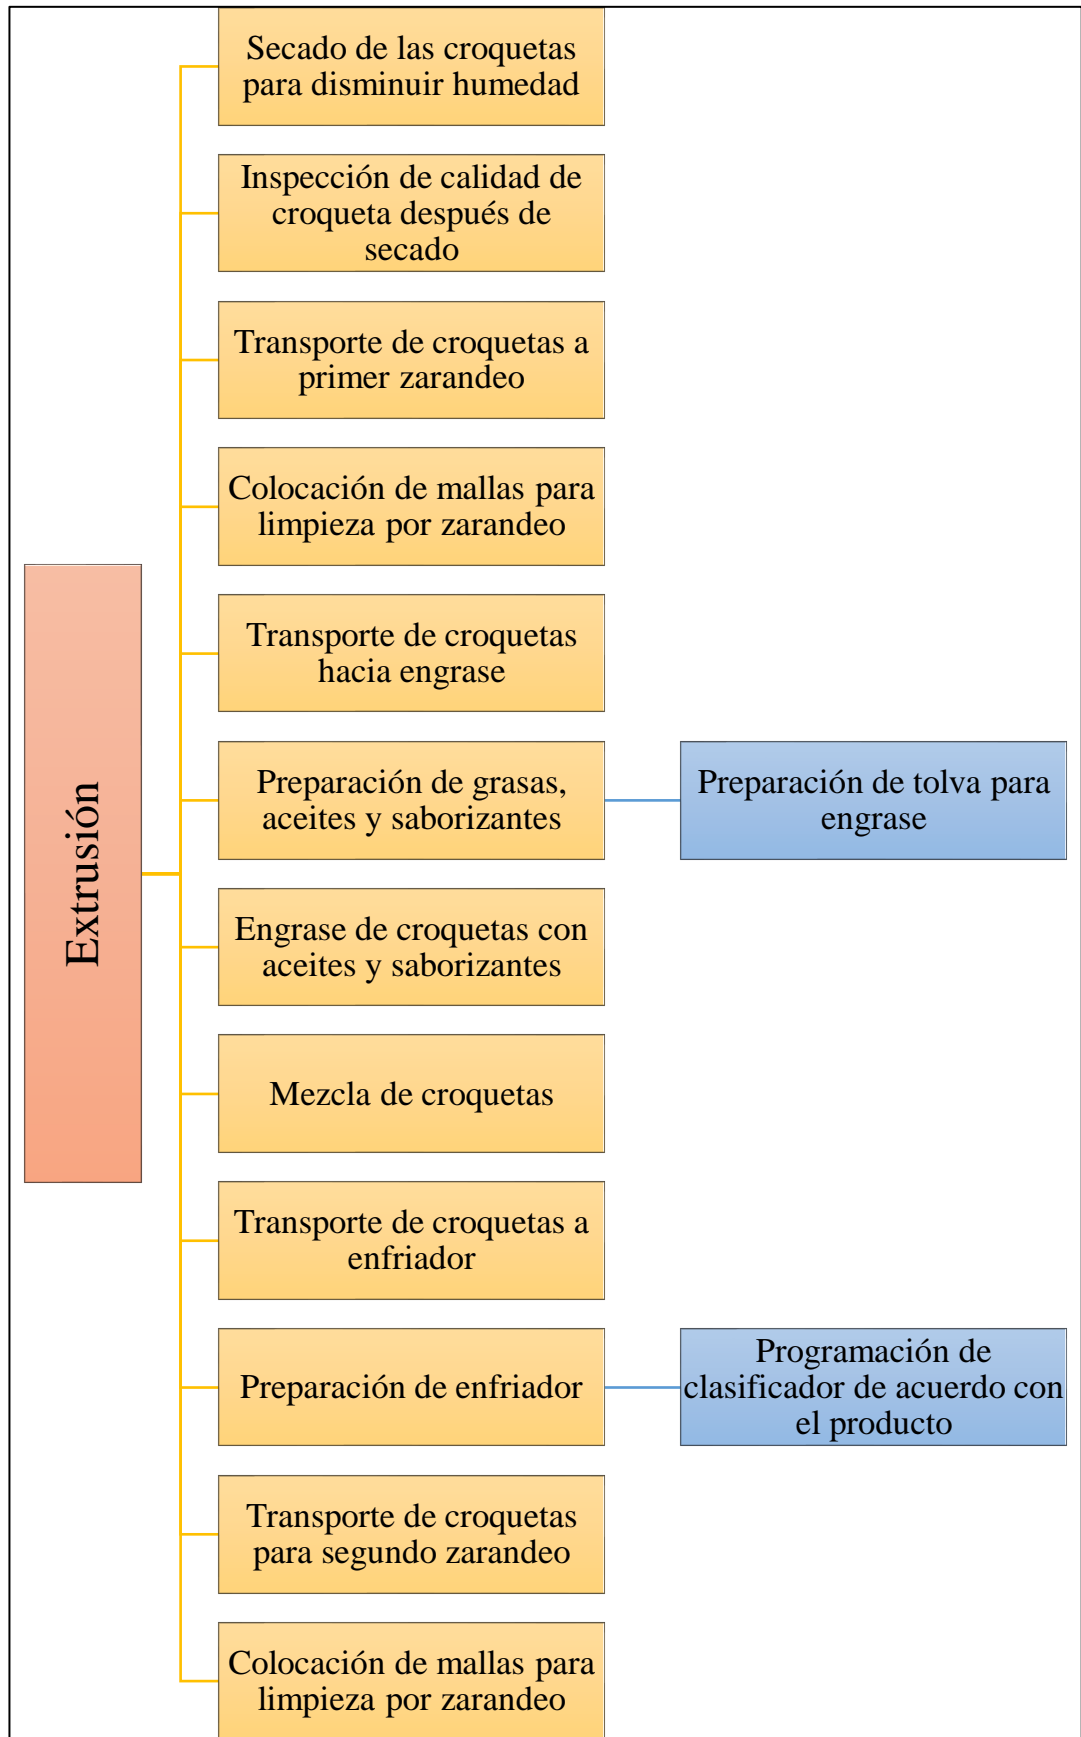 Extrusión
Secado de las croquetas
para disminuir humedad
Inspección de calidad de
croqueta después de
secado
Transporte de croquetas a
primer zarandeo
Colocación de mallas para
limpieza por zarandeo
Transporte de croquetas
hacia engrase
Preparación de grasas,
aceites y saborizantes
Preparación de tolva para
engrase
Engrase de croquetas con
aceites y saborizantes
Mezcla de croquetas
Transporte de croquetas a
enfriador
Preparación de enfriador
Programación de
clasificador de acuerdo con
el producto
Transporte de croquetas
para segundo zarandeo
Colocación de mallas para
limpieza por zarandeo